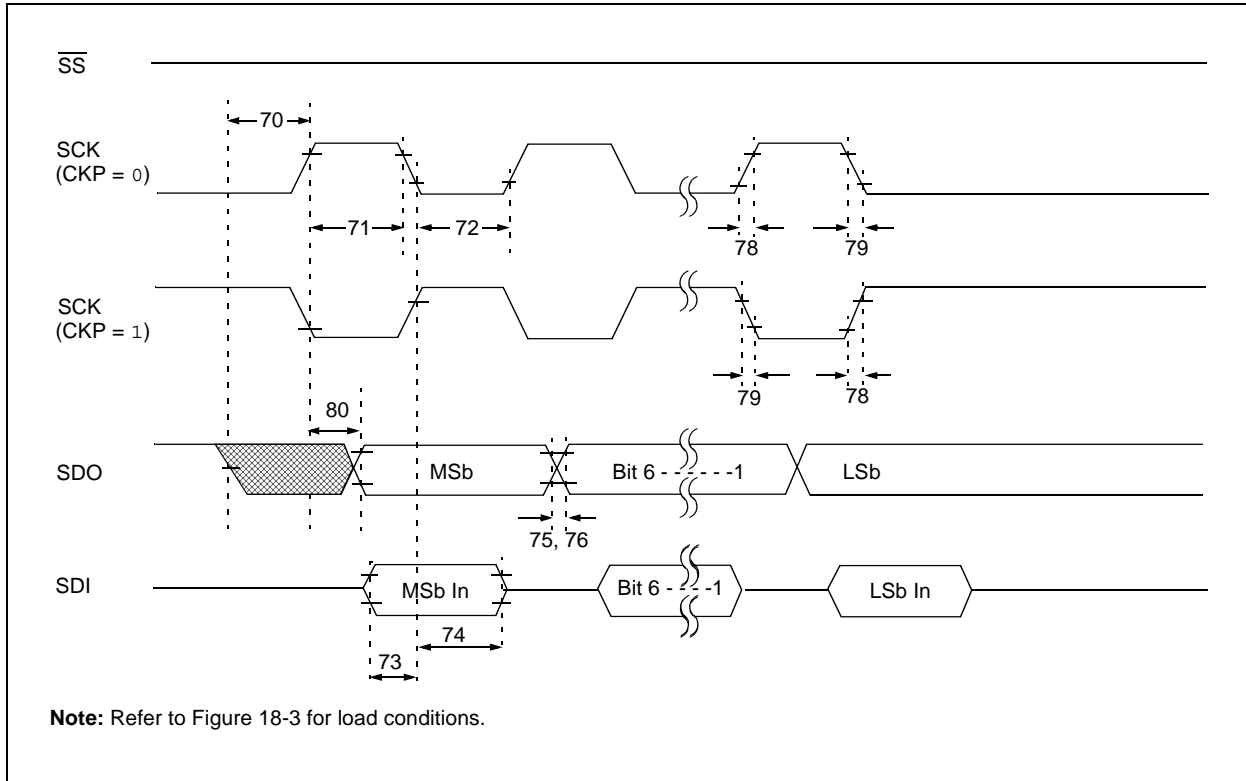 SS
70
SCK
(CKP = 0)
71
72
78
79
SCK
(CKP = 1)
79
78
80
SDO
MSb
Bit 6 - - - - - -1
LSb
75, 76
SDI
MSb In
Bit 6 - - - - -1
LSb In
74
73
Note: Refer to Figure 18-3 for load conditions.